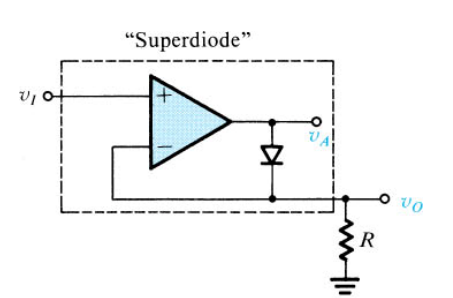 “Superdiode”
v_I
+
−
v_A
v_O
R